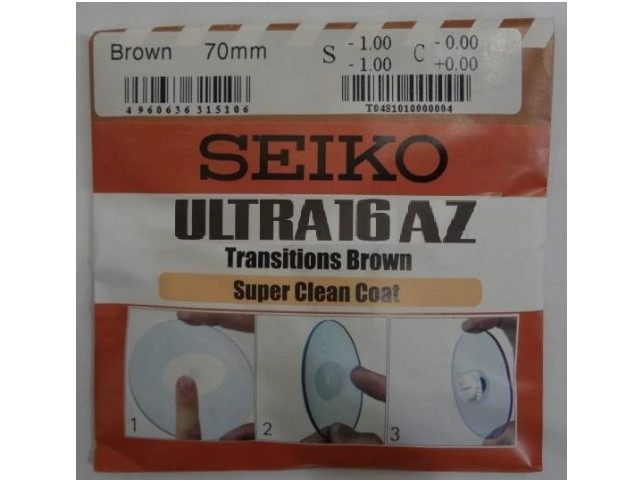 Brown 70mm S - 1.00 C - 0.00
- 1.00 +0.00
4960636315106 T04S1010000004
SEIKO
ULTRA16 AZ
Transitions Brown
Super Clean Coat
1 2 3